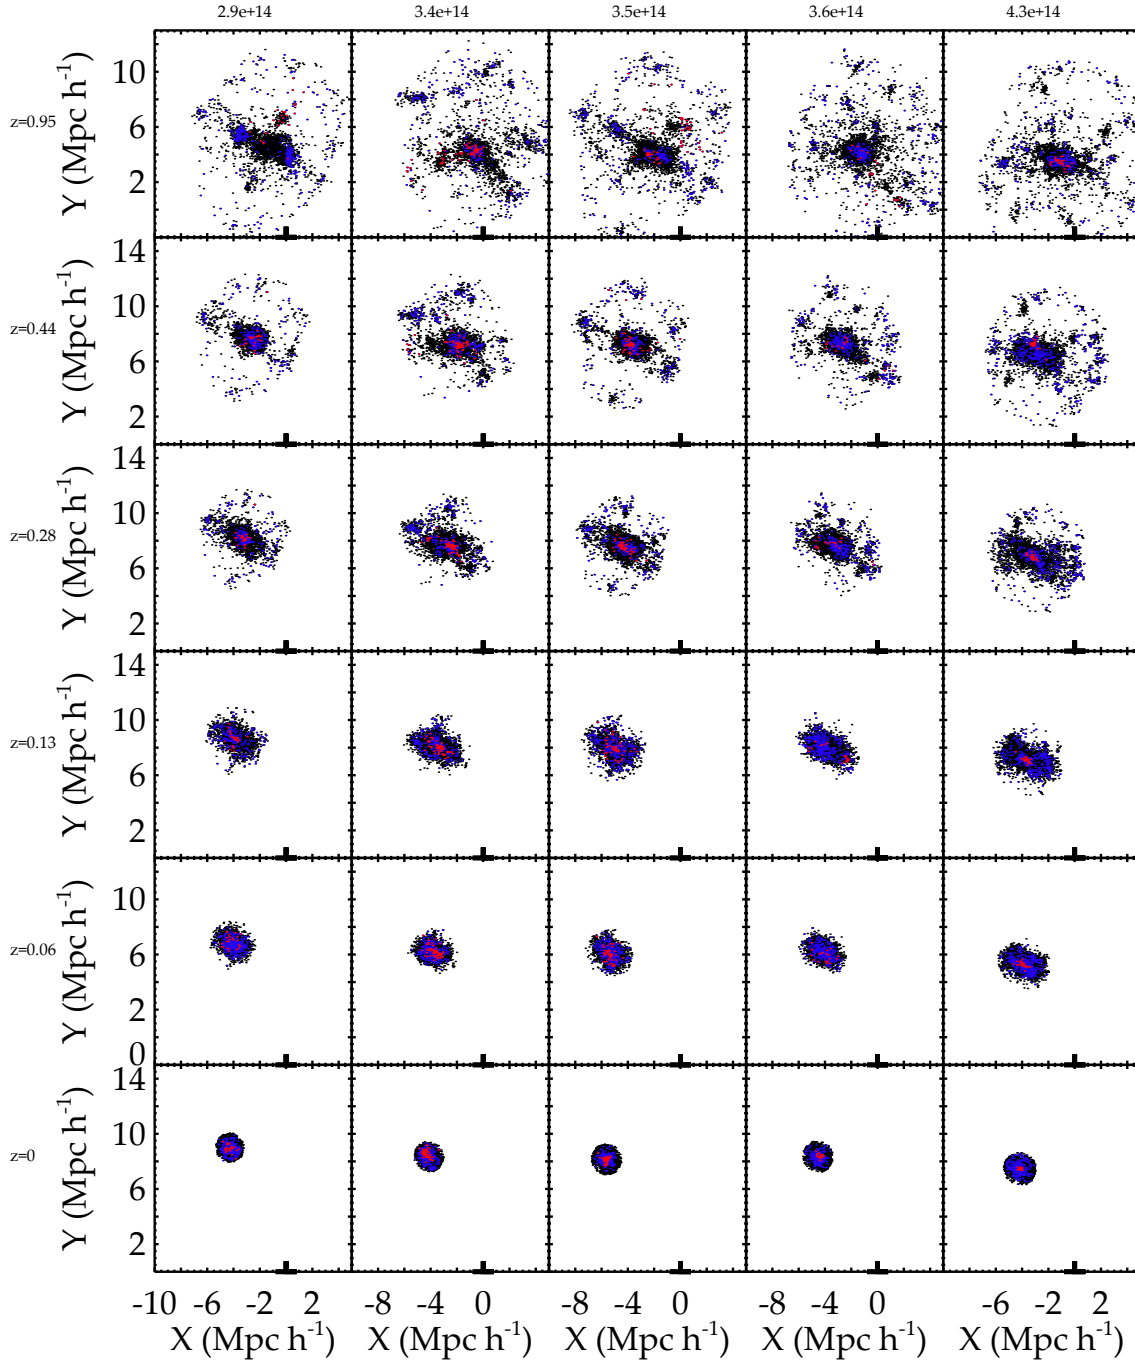 2.9e+14 3.4e+14 3.5e+14 3.6e+14 4.3e+14
z=0.95
Y (Mpc h⁻¹)
10
6
2
z=0.44
Y (Mpc h⁻¹)
14
10
6
2
z=0.28
Y (Mpc h⁻¹)
14
10
6
2
z=0.13
Y (Mpc h⁻¹)
14
10
6
2
z=0.06
Y (Mpc h⁻¹)
10
6
2
0
z=0
Y (Mpc h⁻¹)
14
10
6
2
-10 -6 -2 2 -8 -4 0 -8 -4 0 -8 -4 0 -6 -2 2
X (Mpc h⁻¹) X (Mpc h⁻¹) X (Mpc h⁻¹) X (Mpc h⁻¹) X (Mpc h⁻¹)